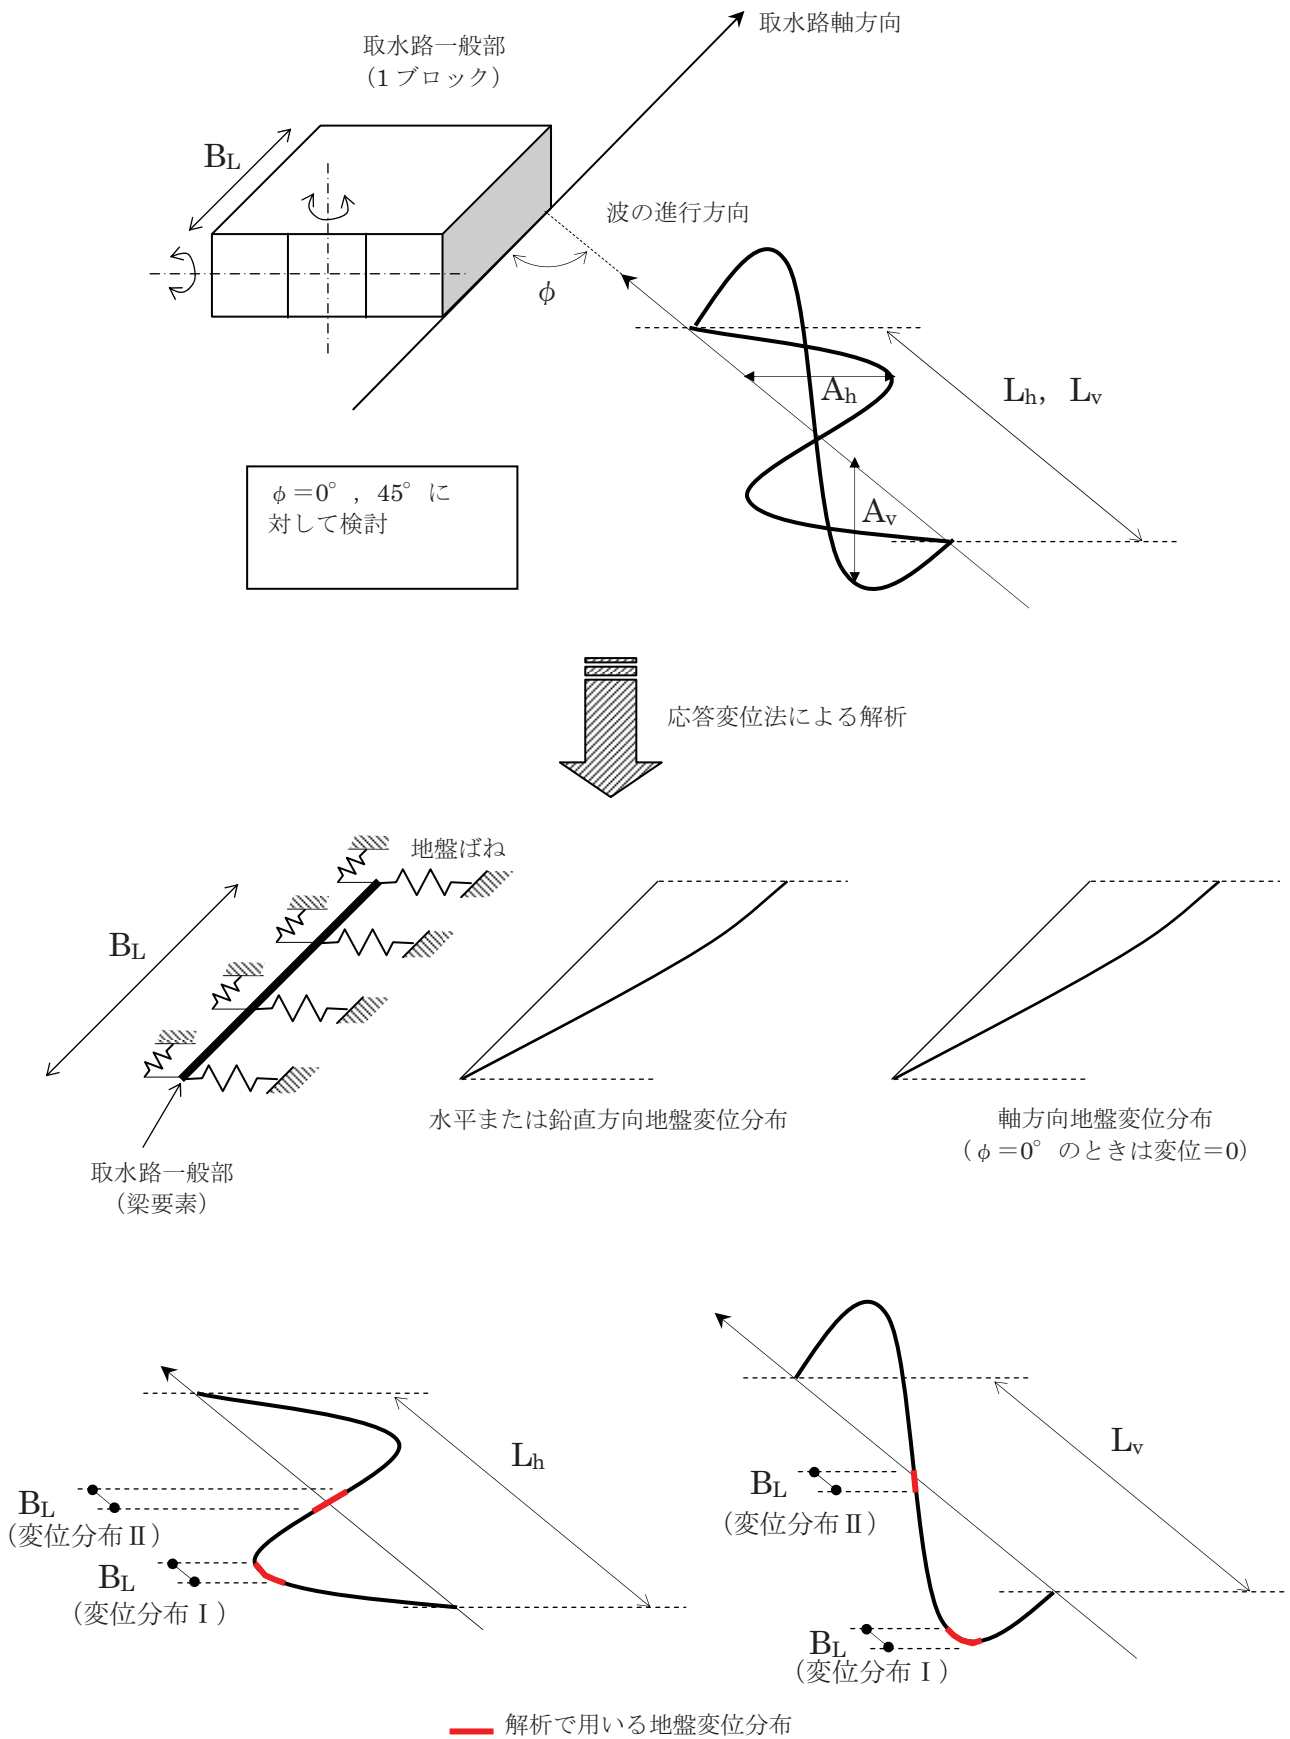 取水路軸方向
取水路一般部
（1 ブロック）
BL
波の進行方向
φ
Ah
Lh, Lv
Av
φ＝0°，45°に
対して検討
応答変位法による解析
地盤ばね
BL
水平または鉛直方向地盤変位分布
軸方向地盤変位分布
（φ＝0°のときは変位＝0）
取水路一般部
（梁要素）
Lh
BL
（変位分布Ⅱ）
BL
（変位分布Ⅰ）
Lv
BL
（変位分布Ⅱ）
BL
（変位分布Ⅰ）
解析で用いる地盤変位分布